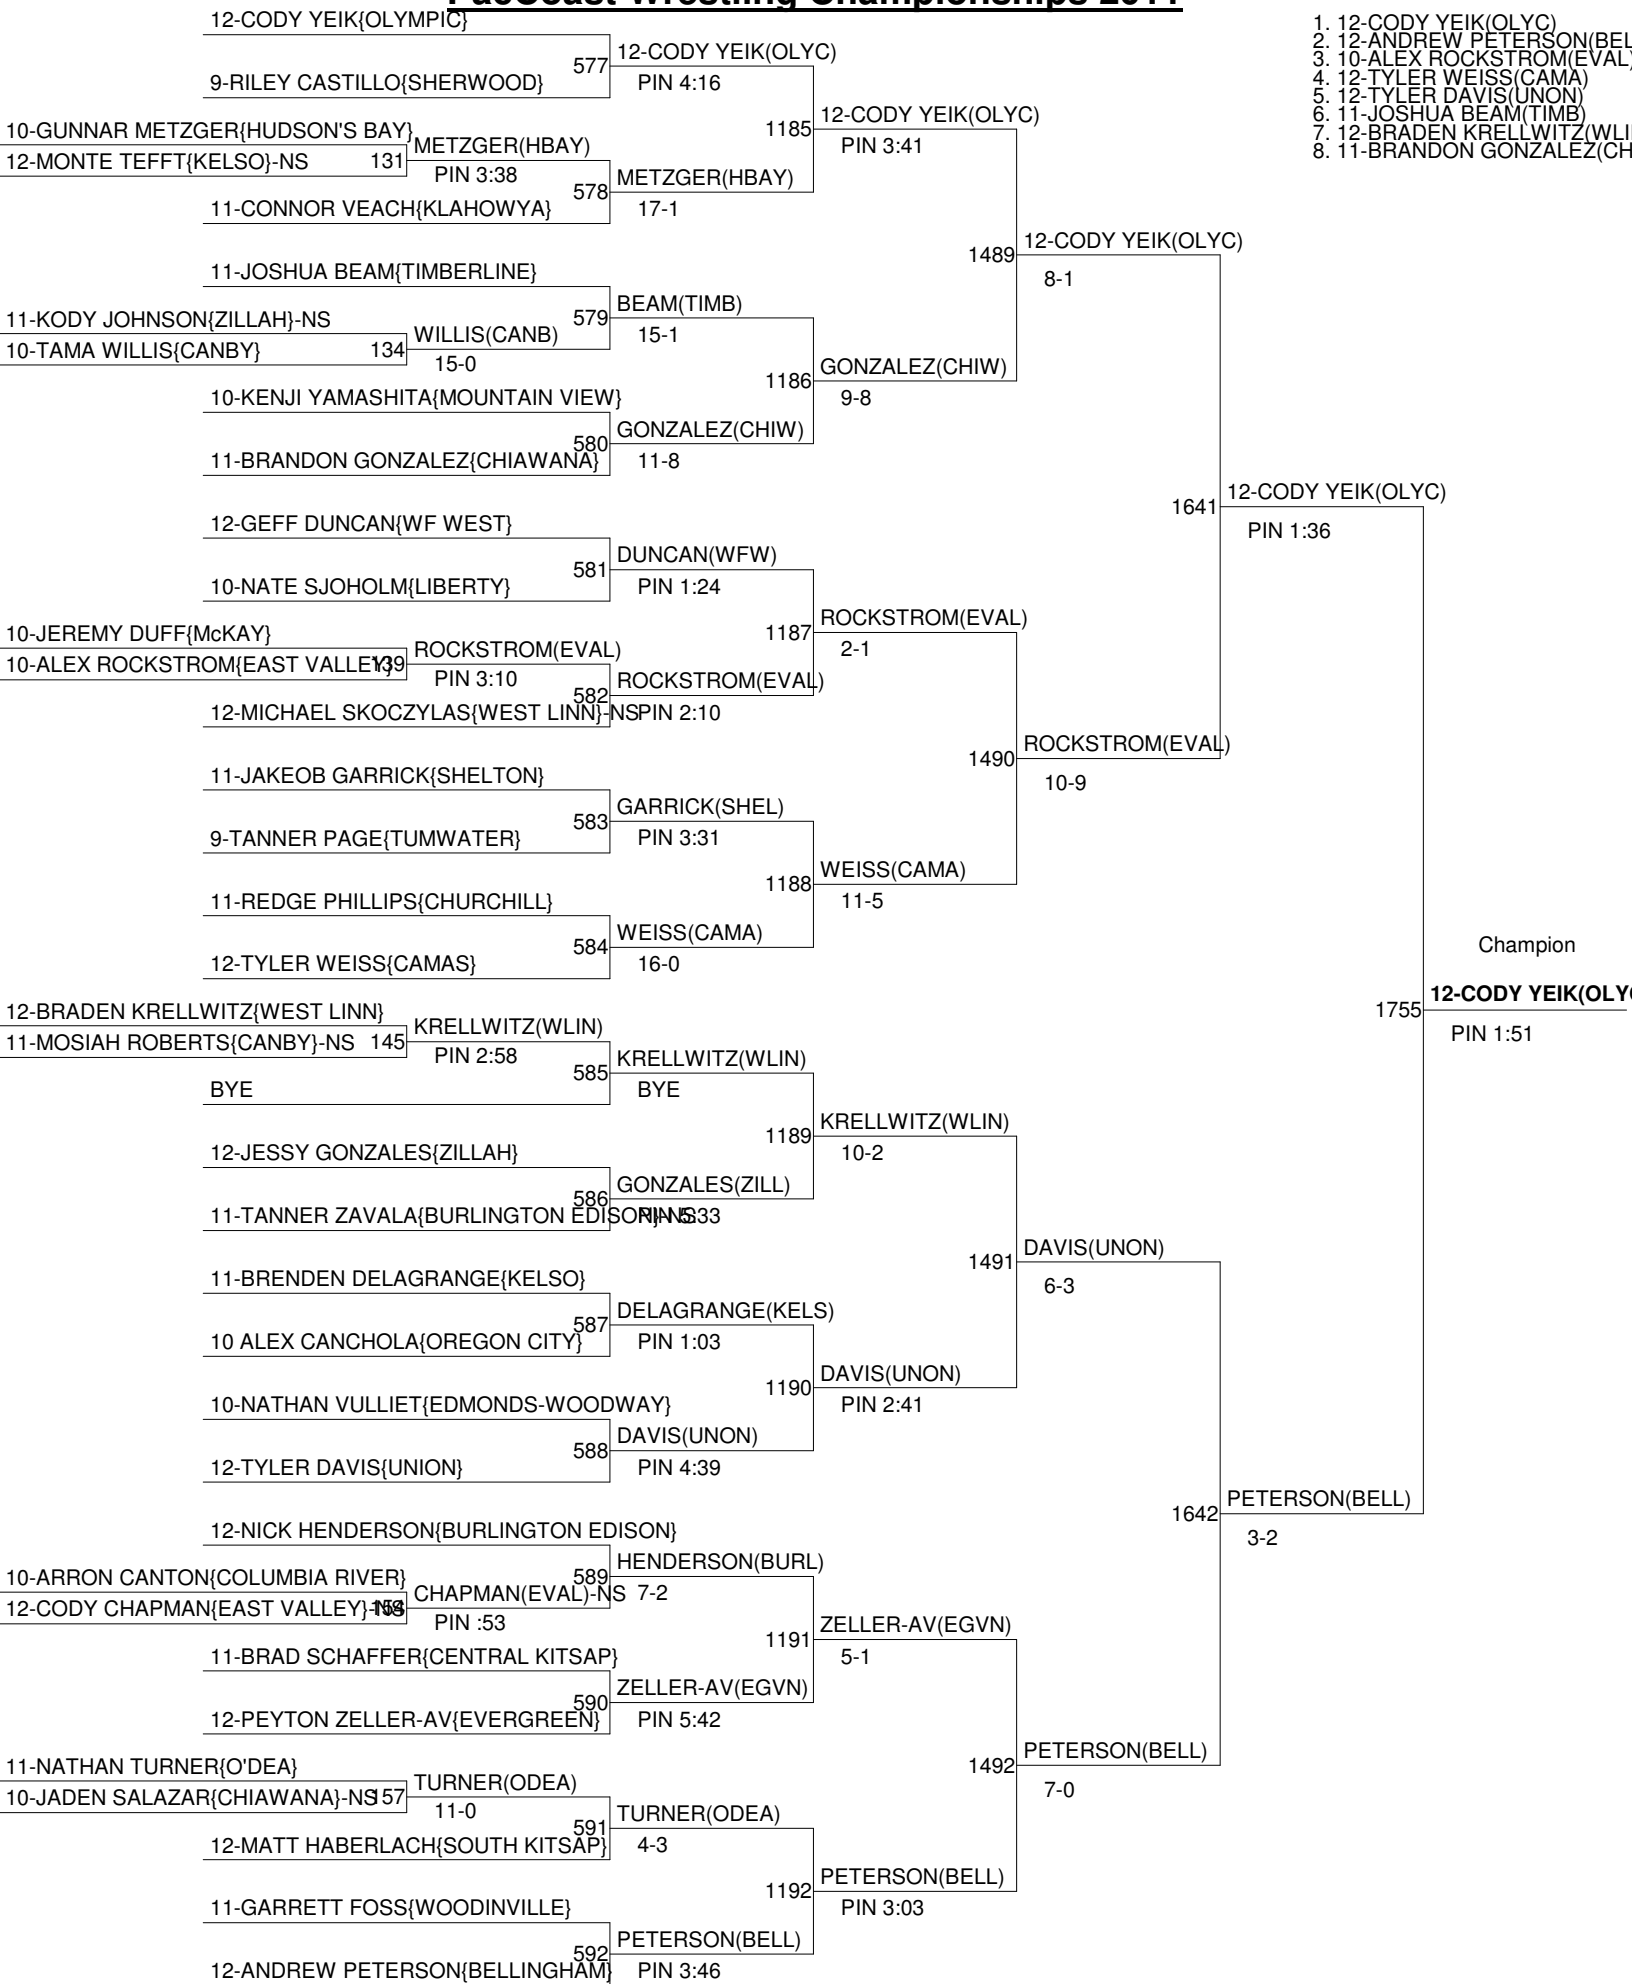 PacCoast Wrestling Championships 2011
12-CODY YEIK{OLYMPIC}
1. 12-CODY YEIK(OLYC)
2. 12-ANDREW PETERSON(BEL
3. 10-ALEX ROCKSTROM(EVAL)
4. 12-TYLER WEISS(CAMA)
5. 12-TYLER DAVIS(UNON)
6. 11-JOSHUA BEAM(TIMB)
7. 12-BRADEN KRELLWITZ(WLI
8. 11-BRANDON GONZALEZ(CH
577 12-CODY YEIK(OLYC)
9-RILEY CASTILLO{SHERWOOD} PIN 4:16
1185 12-CODY YEIK(OLYC)
10-GUNNAR METZGER{HUDSON'S BAY}
METZGER(HBAY) PIN 3:41
12-MONTE TEFFT{KELSO}-NS 131
PIN 3:38
578 METZGER(HBAY)
11-CONNOR VEACH{KLAHOWYA} 17-1
1489 12-CODY YEIK(OLYC)
11-JOSHUA BEAM{TIMBERLINE} 8-1
579 BEAM(TIMB)
11-KODY JOHNSON{ZILLAH}-NS
WILLIS(CANB) 15-1
10-TAMA WILLIS{CANBY} 134
15-0
1186 GONZALEZ(CHIW)
10-KENJI YAMASHITA{MOUNTAIN VIEW} 9-8
580 GONZALEZ(CHIW)
11-BRANDON GONZALEZ{CHIAWANA} 11-8
1641 12-CODY YEIK(OLYC)
12-GEFF DUNCAN{WF WEST} PIN 1:36
581 DUNCAN(WFW)
10-NATE SJOHOLM{LIBERTY} PIN 1:24
1187 ROCKSTROM(EVAL)
10-JEREMY DUFF{McKAY}
ROCKSTROM(EVAL) 2-1
10-ALEX ROCKSTROM{EAST VALLEY} 139
PIN 3:10
582 ROCKSTROM(EVAL)
12-MICHAEL SKOCZYLAS{WEST LINN}-NS PIN 2:10
1490 ROCKSTROM(EVAL)
11-JAKEOB GARRICK{SHELTON} 10-9
583 GARRICK(SHEL)
9-TANNER PAGE{TUMWATER} PIN 3:31
1188 WEISS(CAMA)
11-REDGE PHILLIPS{CHURCHILL} 11-5
584 WEISS(CAMA)
Champion
12-TYLER WEISS{CAMAS} 16-0
1755 12-CODY YEIK(OLYC
12-BRADEN KRELLWITZ{WEST LINN}
KRELLWITZ(WLIN) PIN 1:51
11-MOSIAH ROBERTS{CANBY}-NS 145
PIN 2:58
585 KRELLWITZ(WLIN)
BYE BYE
1189 KRELLWITZ(WLIN)
12-JESSY GONZALES{ZILLAH} 10-2
586 GONZALES(ZILL)
11-TANNER ZAVALA{BURLINGTON EDISON}-NS PIN 5:33
1491 DAVIS(UNON)
11-BRENDEN DELAGRANGE{KELSO} 6-3
587 DELAGRANGE(KELS)
10 ALEX CANCHOLA{OREGON CITY} PIN 1:03
1190 DAVIS(UNON)
10-NATHAN VULLIET{EDMONDS-WOODWAY} PIN 2:41
588 DAVIS(UNON)
12-TYLER DAVIS{UNION} PIN 4:39
1642 PETERSON(BELL)
12-NICK HENDERSON{BURLINGTON EDISON} 3-2
589 HENDERSON(BURL)
10-ARRON CANTON{COLUMBIA RIVER}
CHAPMAN(EVAL)-NS 7-2
12-CODY CHAPMAN{EAST VALLEY}-NS 154
PIN :53
1191 ZELLER-AV(EGVN)
11-BRAD SCHAFFER{CENTRAL KITSAP} 5-1
590 ZELLER-AV(EGVN)
12-PEYTON ZELLER-AV{EVERGREEN} PIN 5:42
1492 PETERSON(BELL)
11-NATHAN TURNER{O'DEA}
TURNER(ODEA) 7-0
10-JADEN SALAZAR{CHIAWANA}-NS 157
11-0
591 TURNER(ODEA)
12-MATT HABERLACH{SOUTH KITSAP} 4-3
1192 PETERSON(BELL)
11-GARRETT FOSS{WOODINVILLE} PIN 3:03
592 PETERSON(BELL)
12-ANDREW PETERSON{BELLINGHAM} PIN 3:46